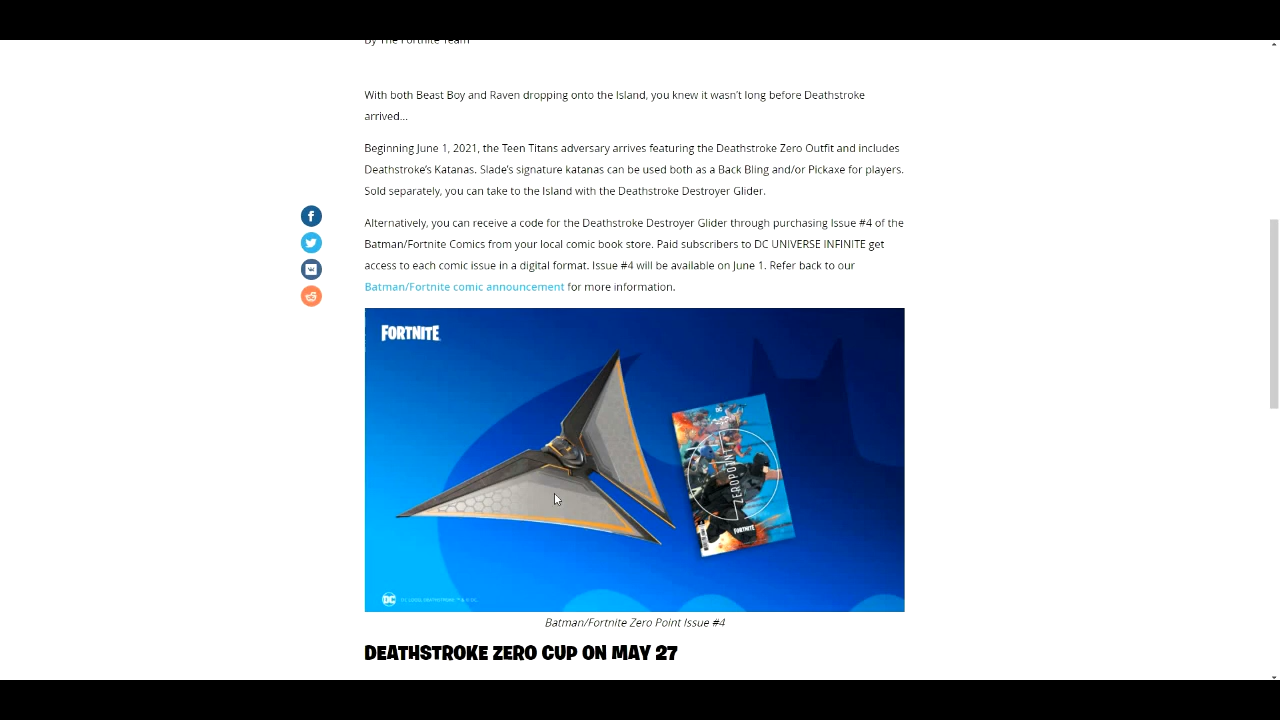 By The Fortnite Team
With both Beast Boy and Raven dropping onto the Island, you knew it wasn't long before Deathstroke
arrived...
Beginning June 1, 2021, the Teen Titans adversary arrives featuring the Deathstroke Zero Outfit and includes
Deathstroke's Katanas. Slade's signature katanas can be used both as a Back Bling and/or Pickaxe for players.
Sold separately, you can take to the Island with the Deathstroke Destroyer Glider.
Alternatively, you can receive a code for the Deathstroke Destroyer Glider through purchasing Issue #4 of the
Batman/Fortnite Comics from your local comic book store. Paid subscribers to DC UNIVERSE INFINITE get
access to each comic issue in a digital format. Issue #4 will be available on June 1. Refer back to our
Batman/Fortnite comic announcement for more information.
FORTNITE
DC
ZERO POINT
FORTNITE
DC
Batman/Fortnite Zero Point Issue #4
DEATHSTROKE ZERO CUP ON MAY 27